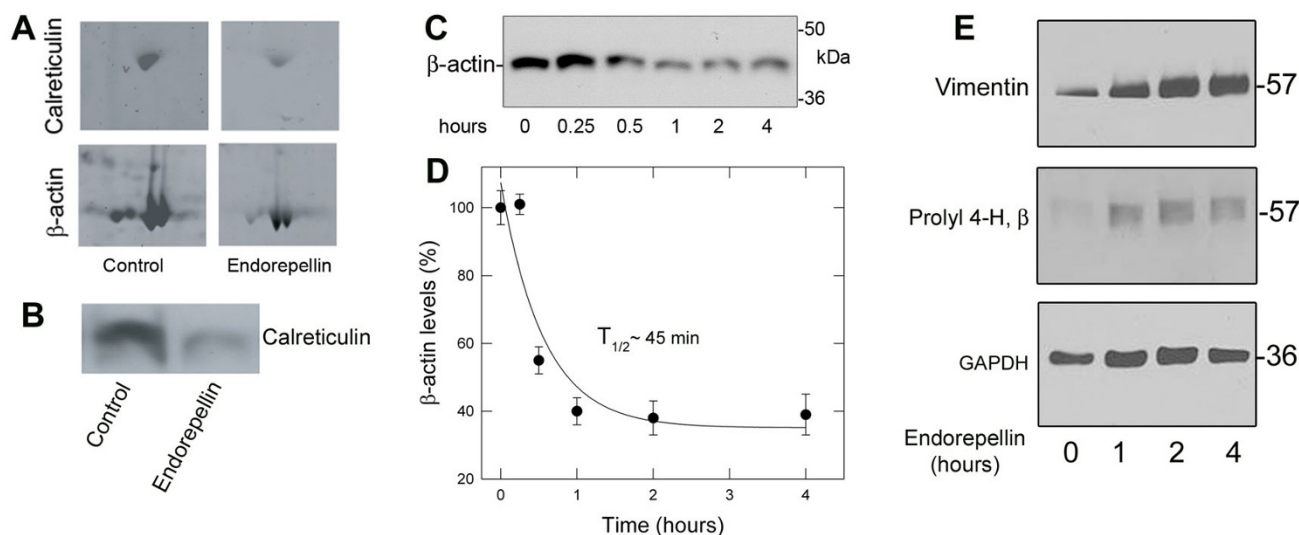 A
Calreticulin
β-actin
Control
Endorepellin
B
Calreticulin
Control
Endorepellin
C
β-actin
50
kDa
36
hours
0 0.25 0.5 1 2 4
D
β-actin levels (%)
100
80
60
40
20
T1/2~ 45 min
0 1 2 3 4
Time (hours)
E
Vimentin
57
Prolyl 4-H, β
57
GAPDH
36
Endorepellin
(hours)
0 1 2 4